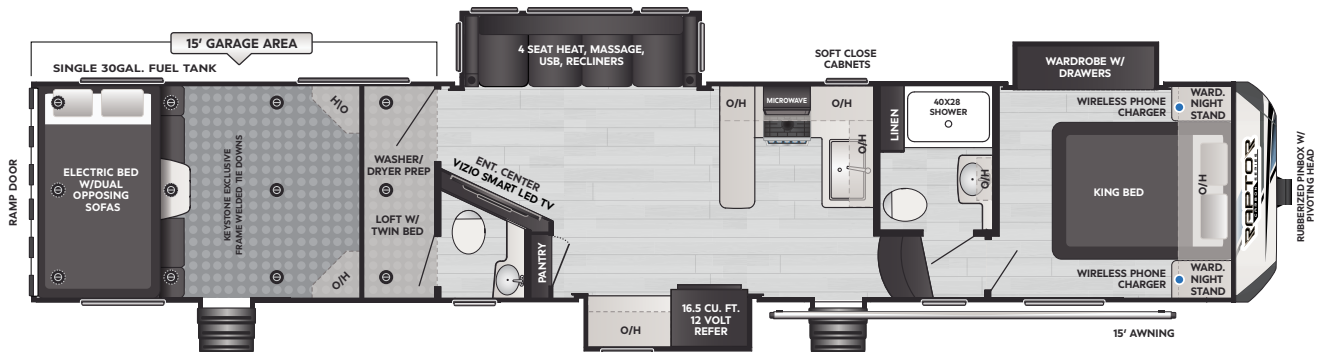 15' GARAGE AREA
SINGLE 30GAL. FUEL TANK
RAMP DOOR
ELECTRIC BED
W/DUAL
OPPOSING
SOFAS
KEYSTONE EXCLUSIVE
FRAME WELDED TIE DOWNS
O/H
O/H
WASHER/
DRYER PREP
LOFT W/
TWIN BED
4 SEAT HEAT, MASSAGE,
USB, RECLINERS
ENT. CENTER
VIZIO SMART LED TV
PANTRY
O/H
16.5 CU. FT.
12 VOLT
REFER
SOFT CLOSE
CABNETS
O/H
MICROWAVE
O/H
O/H
LINEN
40X28
SHOWER
O/H
WARDROBE W/
DRAWERS
WIRELESS PHONE
CHARGER
WARD.
NIGHT
STAND
KING BED
O/H
WIRELESS PHONE
CHARGER
WARD.
NIGHT
STAND
15' AWNING
RAPTOR
RUBBERIZED PINBOX W/
PIVOTING HEAD